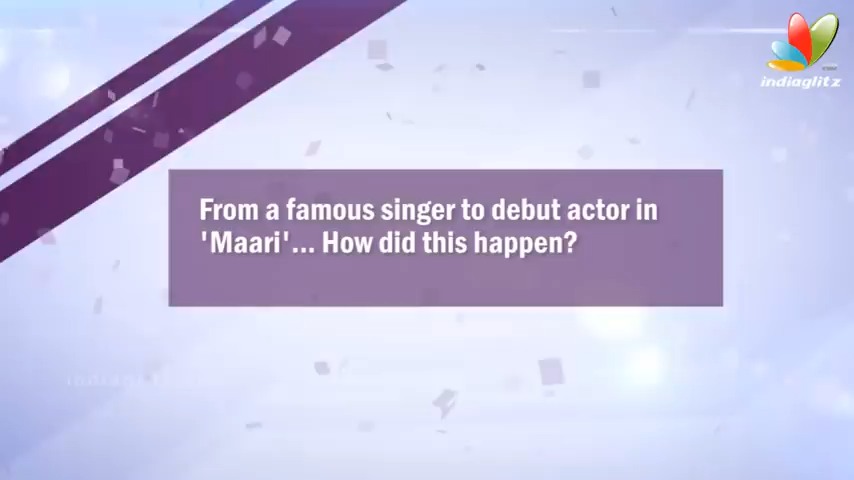 indiaglitz
From a famous singer to debut actor in
'Maari'... How did this happen?